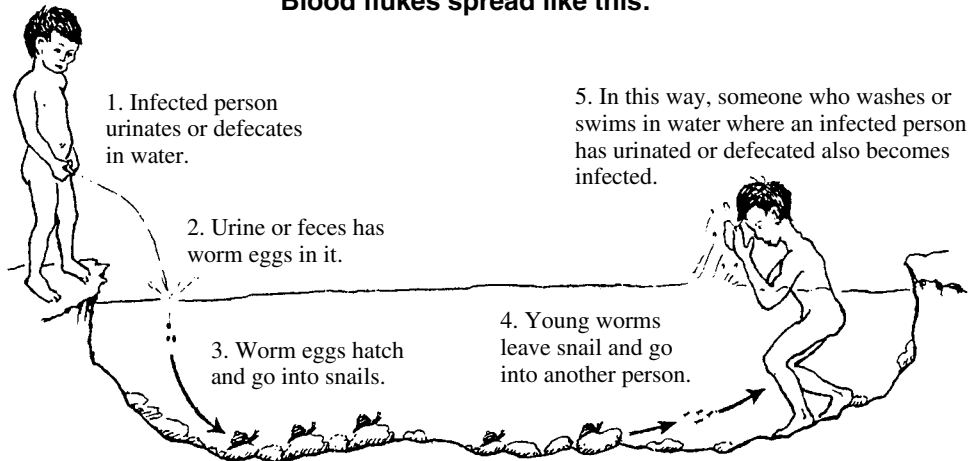 Blood flukes spread like this:
1. Infected person
urinates or defecates
in water.
2. Urine or feces has
worm eggs in it.
3. Worm eggs hatch
and go into snails.
4. Young worms
leave snail and go
into another person.
5. In this way, someone who washes or
swims in water where an infected person
has urinated or defecated also becomes
infected.